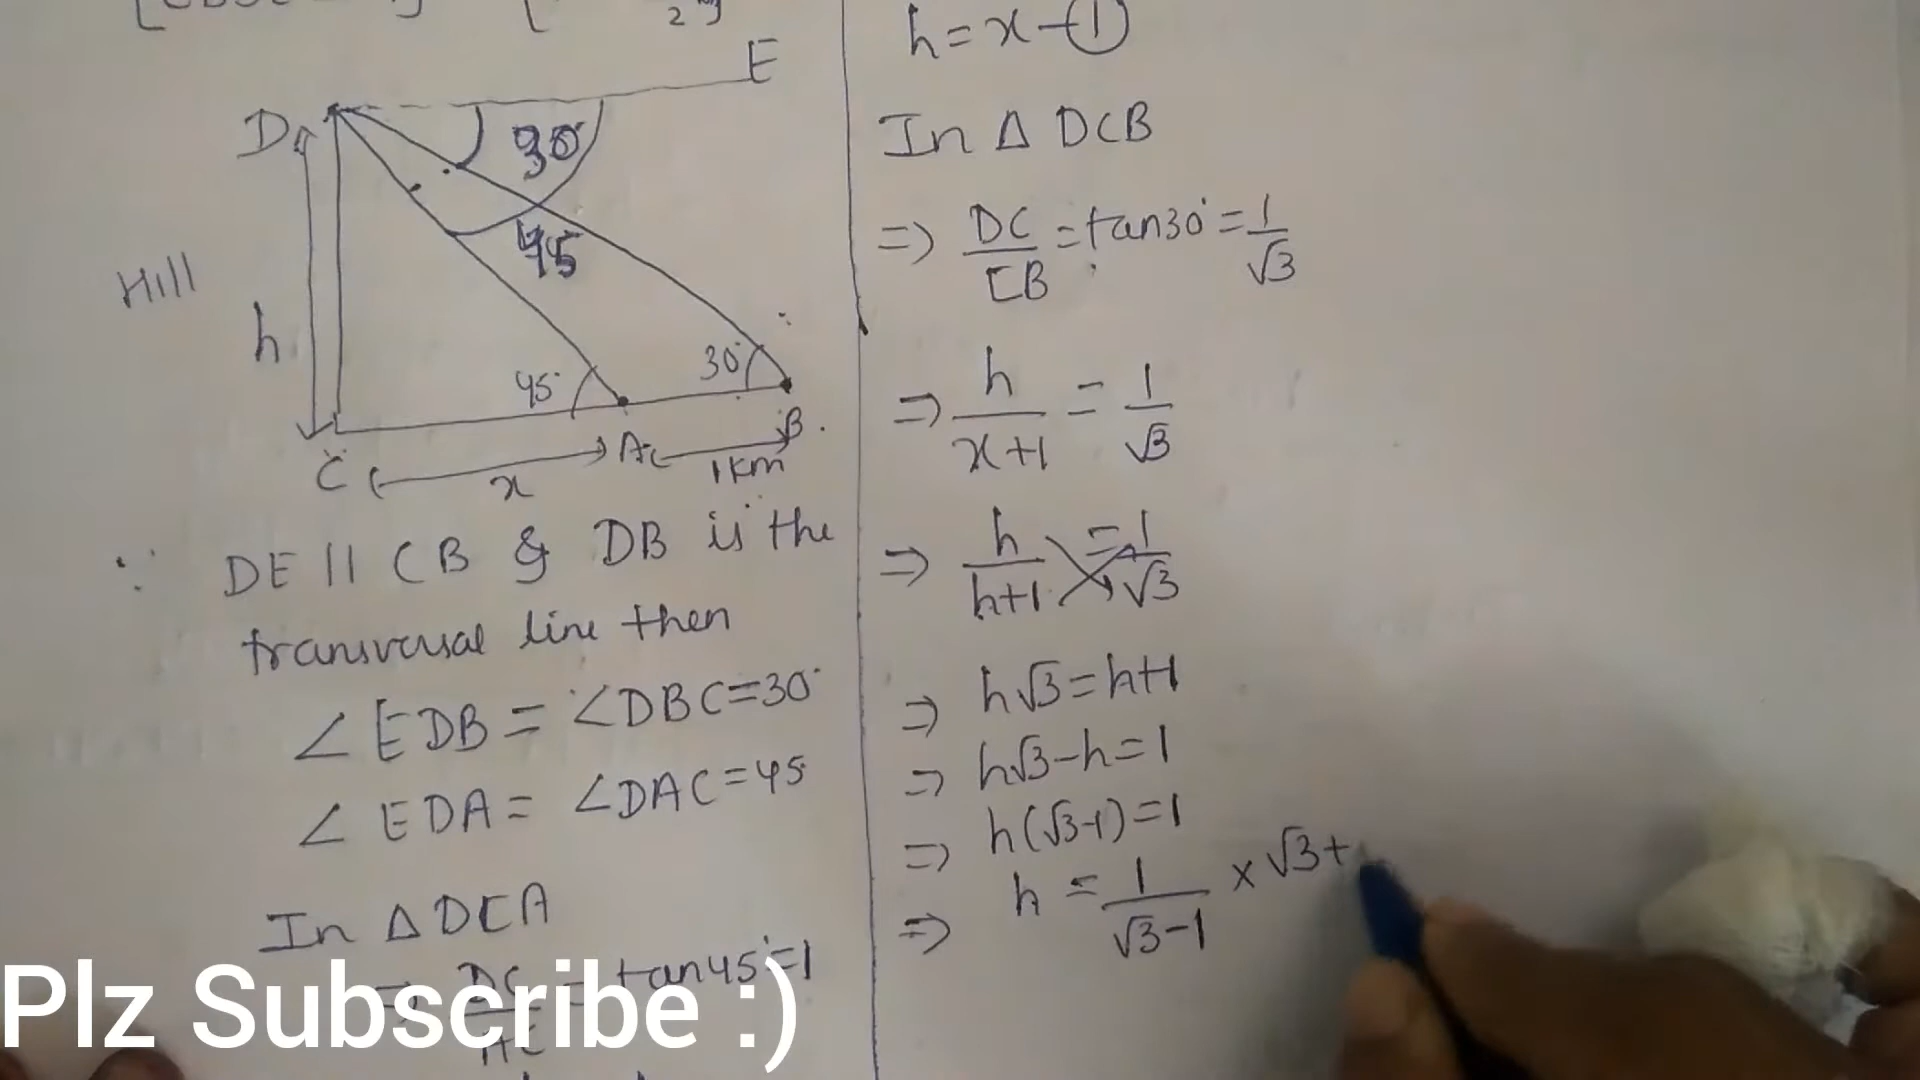 E
D
30°
45
Hill
h
45°
30°
C
A
B.
x
1km
∵ DE || CB & DB is the
transversal line then
∠EDB = ∠DBC=30°
∠EDA = ∠DAC=45
In Δ DCA
⇒ DC = tan45°=1
Plz Subscribe :)
h = x —①
In Δ DCB
⇒ DC/CB = tan30° = 1/√3
⇒ h/x+1 = 1/√3
⇒ h/h+1 = 1/√3
⇒ h√3 = h+1
⇒ h√3-h = 1
⇒ h(√3-1) = 1
⇒ h = 1/√3-1 × √3+